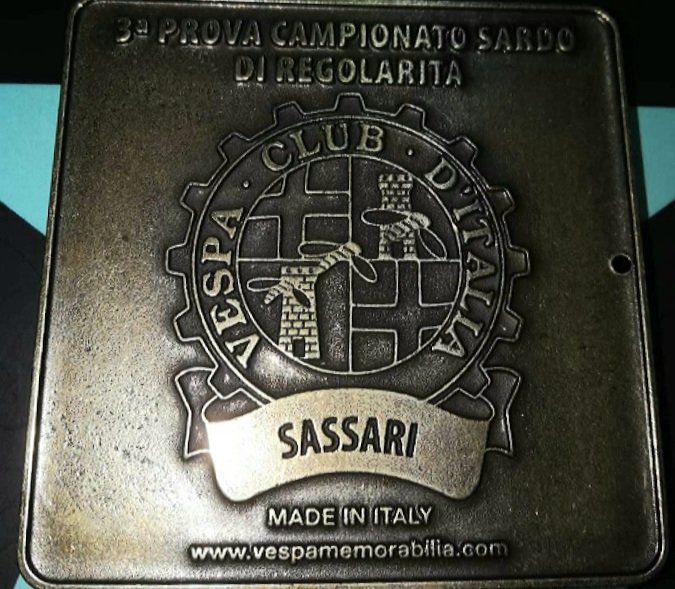 3ª PROVA CAMPIONATO SARDO
DI REGOLARITA
VESPA · CLUB · D'ITALIA
SASSARI
MADE IN ITALY
www.vespamemorabilia.com